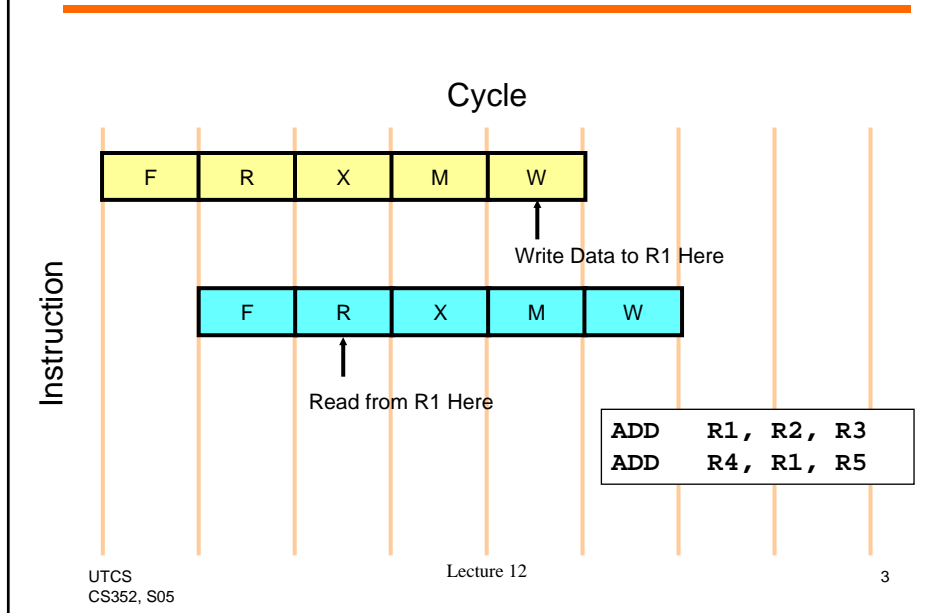 Cycle
F R X M W
Write Data to R1 Here
Instruction
F R X M W
Read from R1 Here
ADD R1, R2, R3
ADD R4, R1, R5
UTCS
CS352, S05
Lecture 12
3